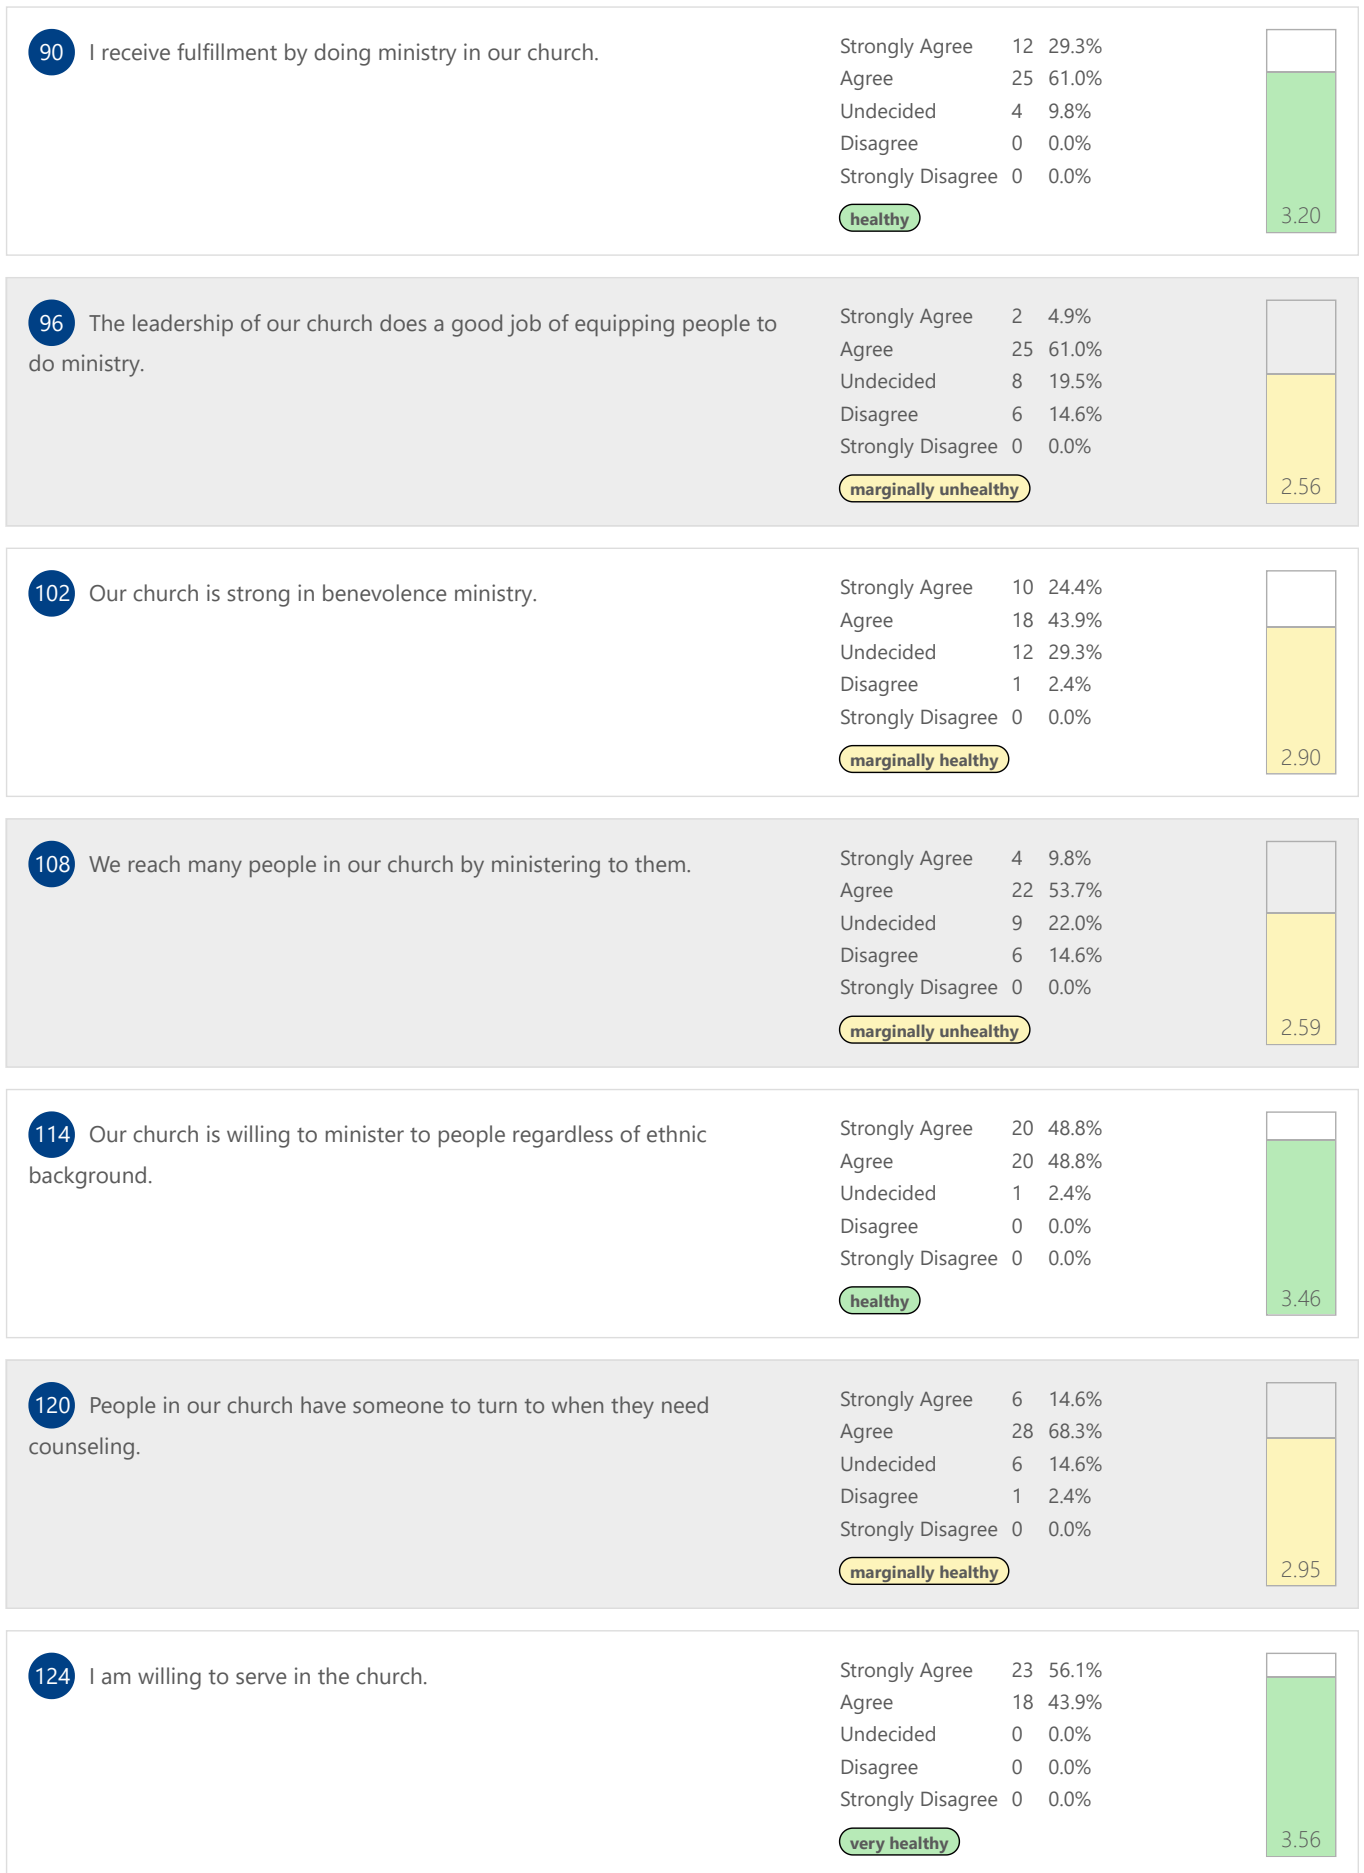 90 I receive fulfillment by doing ministry in our church.
Strongly Agree 12 29.3%
Agree 25 61.0%
Undecided 4 9.8%
Disagree 0 0.0%
Strongly Disagree 0 0.0%
healthy
3.20
96 The leadership of our church does a good job of equipping people to
do ministry.
Strongly Agree 2 4.9%
Agree 25 61.0%
Undecided 8 19.5%
Disagree 6 14.6%
Strongly Disagree 0 0.0%
marginally unhealthy
2.56
102 Our church is strong in benevolence ministry.
Strongly Agree 10 24.4%
Agree 18 43.9%
Undecided 12 29.3%
Disagree 1 2.4%
Strongly Disagree 0 0.0%
marginally healthy
2.90
108 We reach many people in our church by ministering to them.
Strongly Agree 4 9.8%
Agree 22 53.7%
Undecided 9 22.0%
Disagree 6 14.6%
Strongly Disagree 0 0.0%
marginally unhealthy
2.59
114 Our church is willing to minister to people regardless of ethnic
background.
Strongly Agree 20 48.8%
Agree 20 48.8%
Undecided 1 2.4%
Disagree 0 0.0%
Strongly Disagree 0 0.0%
healthy
3.46
120 People in our church have someone to turn to when they need
counseling.
Strongly Agree 6 14.6%
Agree 28 68.3%
Undecided 6 14.6%
Disagree 1 2.4%
Strongly Disagree 0 0.0%
marginally healthy
2.95
124 I am willing to serve in the church.
Strongly Agree 23 56.1%
Agree 18 43.9%
Undecided 0 0.0%
Disagree 0 0.0%
Strongly Disagree 0 0.0%
very healthy
3.56